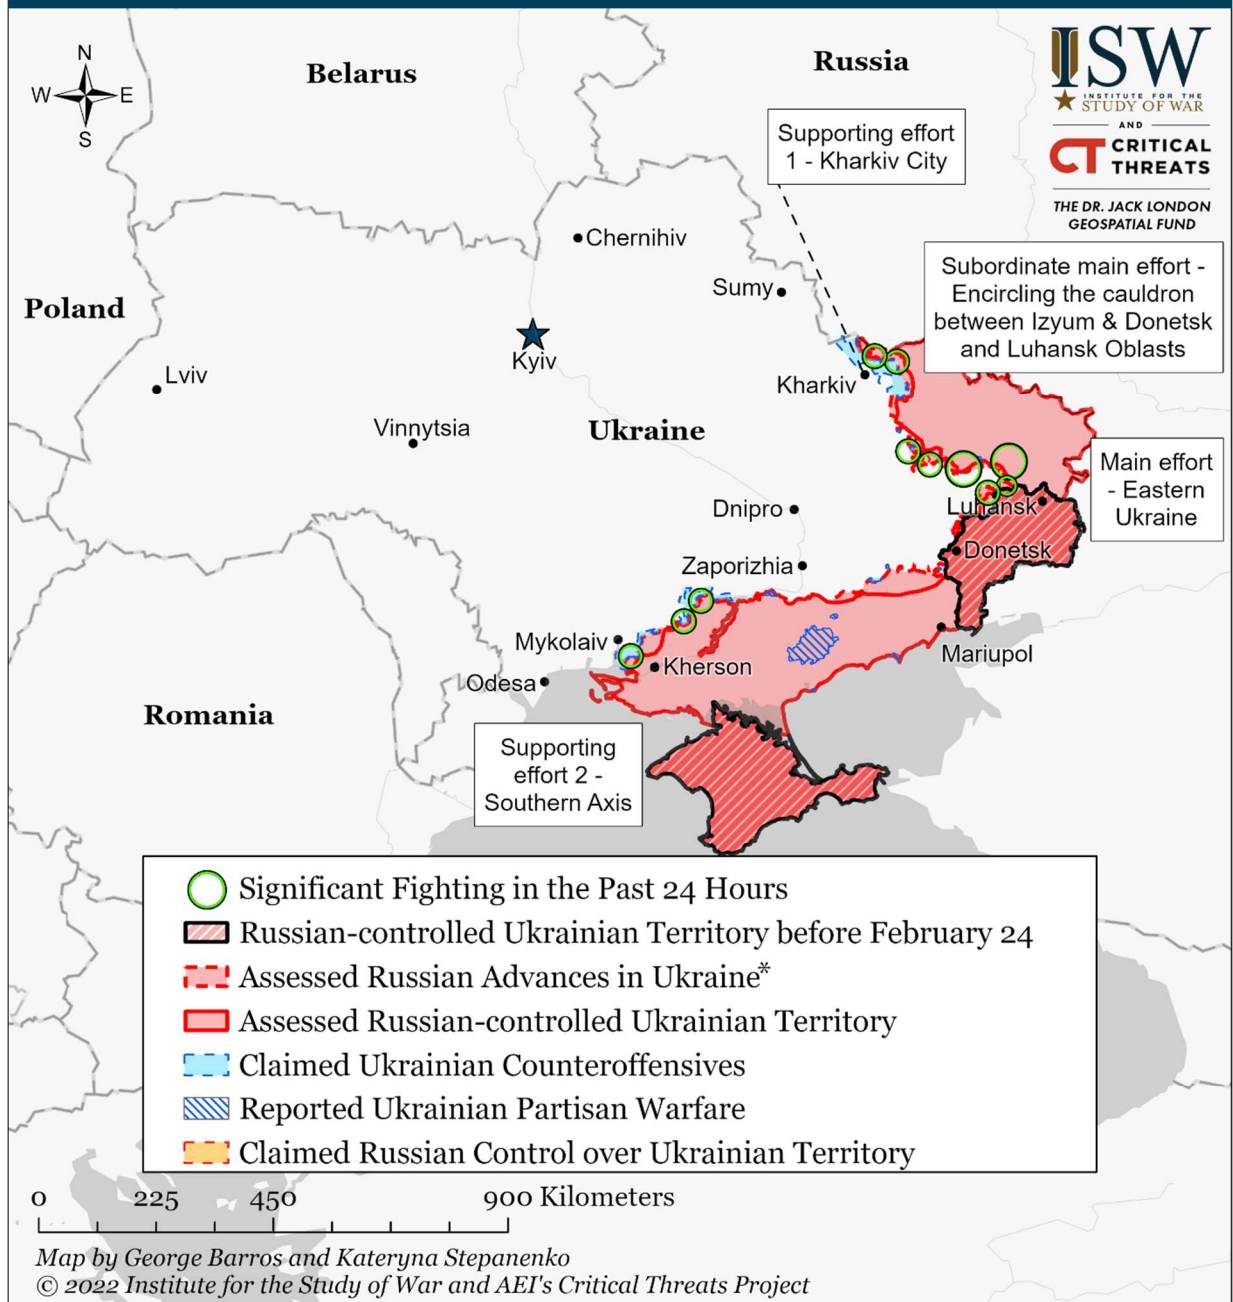 N
W
E
S
Belarus
Russia
ISW
INSTITUTE FOR THE
STUDY OF WAR
AND
CT CRITICAL
THREATS
THE DR. JACK LONDON
GEOSPATIAL FUND
Supporting effort
1 - Kharkiv City
Subordinate main effort -
Encircling the cauldron
between Izyum & Donetsk
and Luhansk Oblasts
Chernihiv
Sumy
Poland
Kyiv
Lviv
Kharkiv
Vinnytsia
Ukraine
Main effort
- Eastern
Ukraine
Dnipro
Luhansk
Donetsk
Zaporizhia
Mykolaiv
Mariupol
Kherson
Odesa
Romania
Supporting
effort 2 -
Southern Axis
Significant Fighting in the Past 24 Hours
Russian-controlled Ukrainian Territory before February 24
Assessed Russian Advances in Ukraine*
Assessed Russian-controlled Ukrainian Territory
Claimed Ukrainian Counteroffensives
Reported Ukrainian Partisan Warfare
Claimed Russian Control over Ukrainian Territory
0 225 450 900 Kilometers
Map by George Barros and Kateryna Stepanenko
© 2022 Institute for the Study of War and AEI's Critical Threats Project